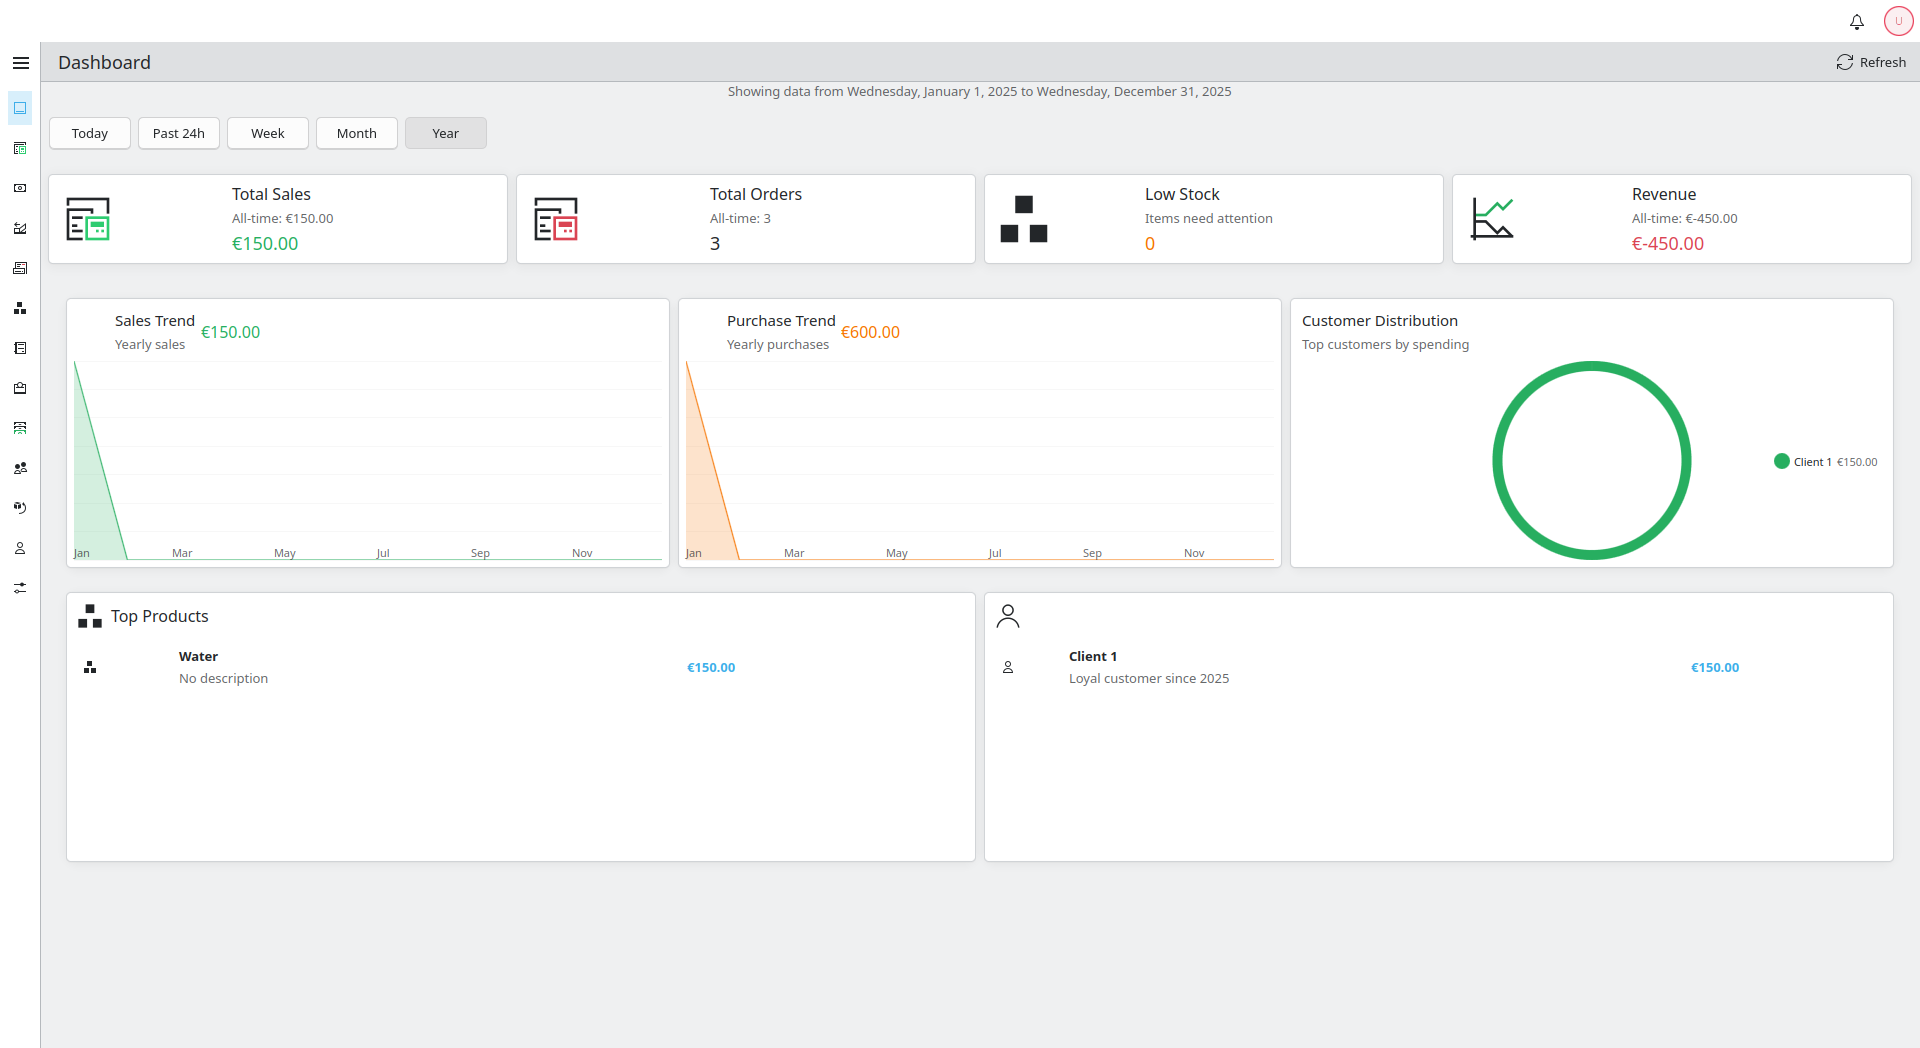 U
Dashboard
Refresh
Showing data from Wednesday, January 1, 2025 to Wednesday, December 31, 2025
Today
Past 24h
Week
Month
Year
Total Sales
All-time: €150.00
€150.00
Total Orders
All-time: 3
3
Low Stock
Items need attention
0
Revenue
All-time: €-450.00
€-450.00
Sales Trend
Yearly sales
€150.00
Jan Mar May Jul Sep Nov
Purchase Trend
Yearly purchases
€600.00
Jan Mar May Jul Sep Nov
Customer Distribution
Top customers by spending
Client 1 €150.00
Top Products
Water
No description
€150.00
Client 1
Loyal customer since 2025
€150.00